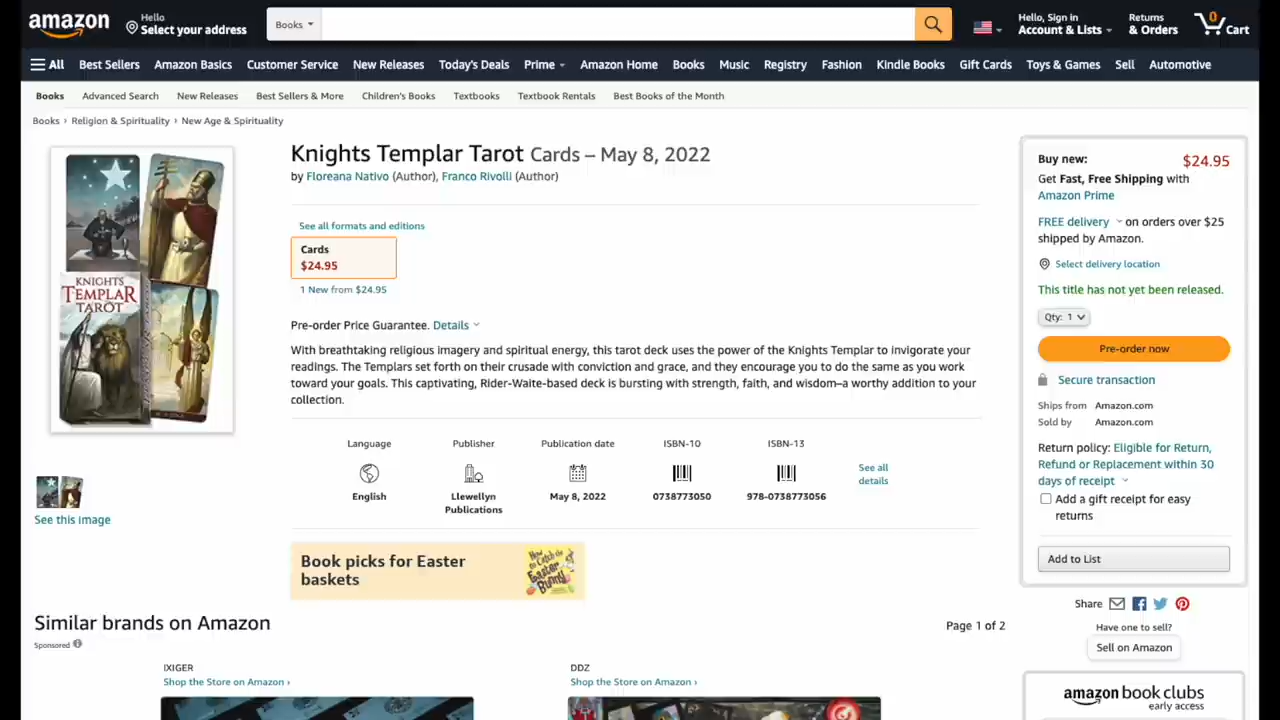 amazon
Hello
Select your address
Books
Hello, Sign in
Account & Lists
Returns
& Orders
0
Cart
All
Best Sellers
Amazon Basics
Customer Service
New Releases
Today's Deals
Prime
Amazon Home
Books
Music
Registry
Fashion
Kindle Books
Gift Cards
Toys & Games
Sell
Automotive
Books
Advanced Search
New Releases
Best Sellers & More
Children's Books
Textbooks
Textbook Rentals
Best Books of the Month
Books › Religion & Spirituality › New Age & Spirituality
KNIGHTS
TEMPLAR
TAROT
See this image
Knights Templar Tarot Cards – May 8, 2022
by Floreana Nativo (Author), Franco Rivolli (Author)
See all formats and editions
Cards
$24.95
1 New from $24.95
Pre-order Price Guarantee. Details
With breathtaking religious imagery and spiritual energy, this tarot deck uses the power of the Knights Templar to invigorate your
readings. The Templars set forth on their crusade with conviction and grace, and they encourage you to do the same as you work
toward your goals. This captivating, Rider-Waite-based deck is bursting with strength, faith, and wisdom—a worthy addition to your
collection.
Language
English
Publisher
Llewellyn
Publications
Publication date
May 8, 2022
ISBN-10
0738773050
ISBN-13
978-0738773056
See all
details
Book picks for Easter
baskets
How to Catch the
Easter
Bunny
Buy new:
$24.95
Get Fast, Free Shipping with
Amazon Prime
FREE delivery on orders over $25
shipped by Amazon.
Select delivery location
This title has not yet been released.
Qty: 1
Pre-order now
Secure transaction
Ships from Amazon.com
Sold by Amazon.com
Return policy: Eligible for Return,
Refund or Replacement within 30
days of receipt
Add a gift receipt for easy
returns
Add to List
Share
Have one to sell?
Sell on Amazon
amazon book clubs
early access
Similar brands on Amazon
Sponsored
Page 1 of 2
IXIGER
Shop the Store on Amazon ›
DDZ
Shop the Store on Amazon ›